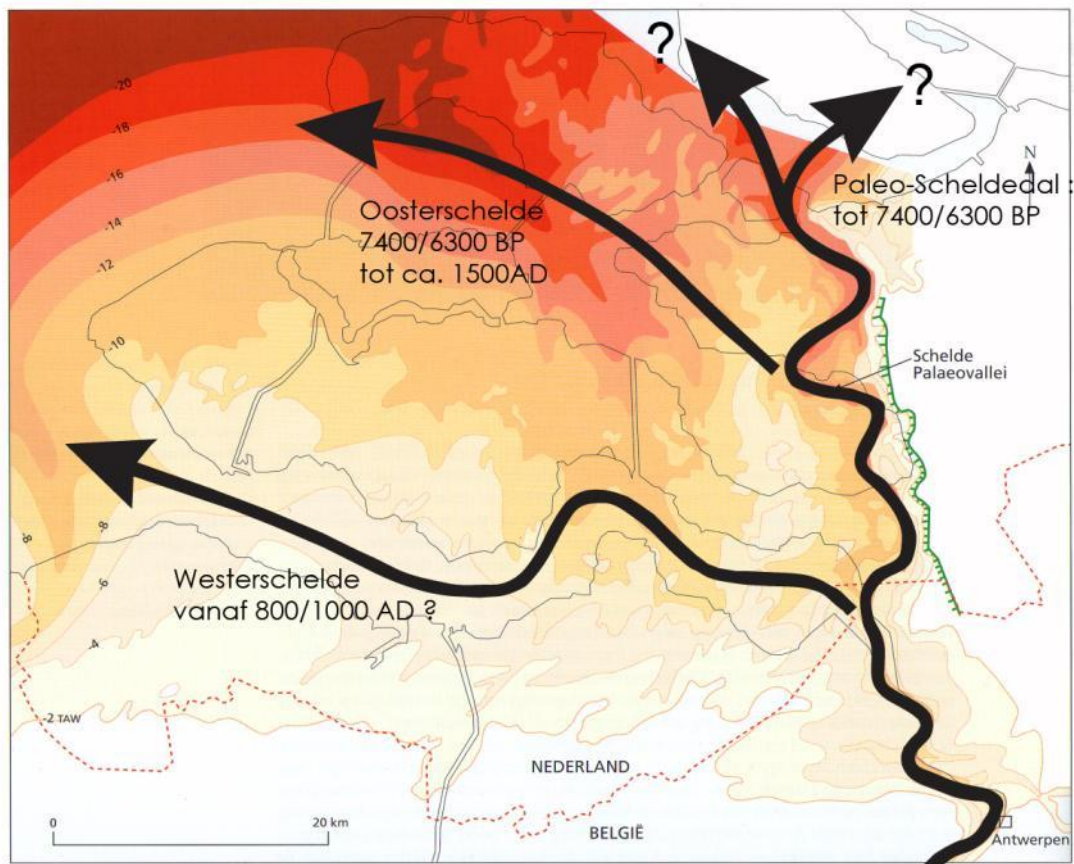 ?
?
-20
-18
-16
-14
-12
-10
-8
-8
-6
-4
-2 TAW
N
Paleo-Scheldedal :
tot 7400/6300 BP
Oosterschelde
7400/6300 BP
tot ca. 1500AD
Schelde
Palaeovallei
Westerschelde
vanaf 800/1000 AD ?
NEDERLAND
BELGIË
0
20 km
Antwerpen